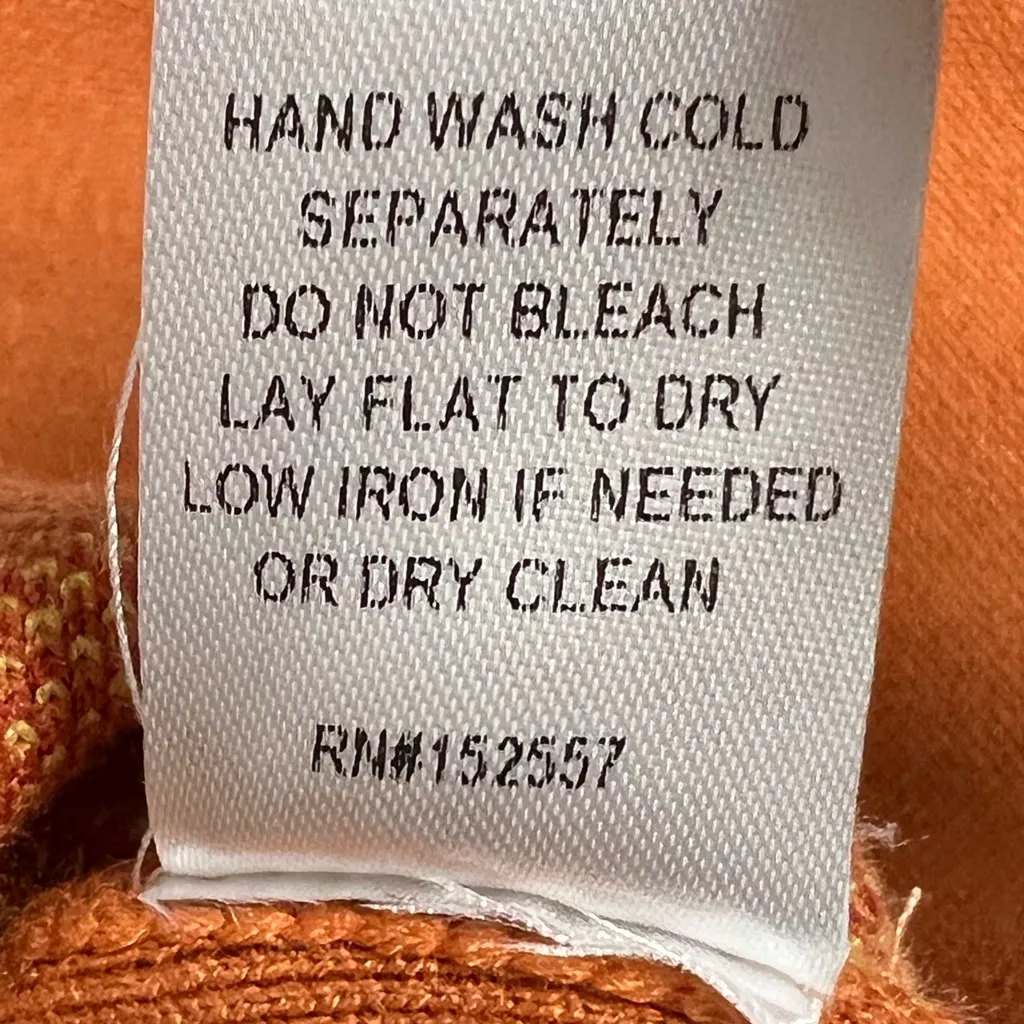 HAND WASH COLD
SEPARATELY
DO NOT BLEACH
LAY FLAT TO DRY
LOW IRON IF NEEDED
OR DRY CLEAN
RN#152557